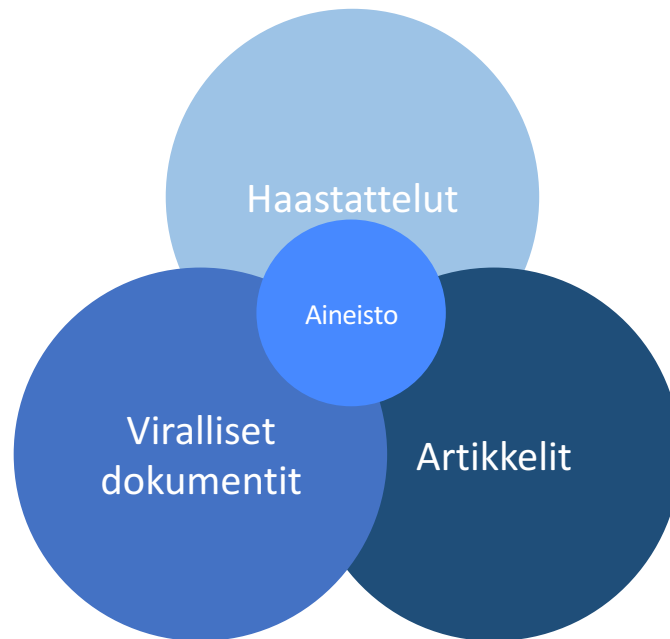 Haastattelut
Aineisto
Viralliset
dokumentit
Artikkelit